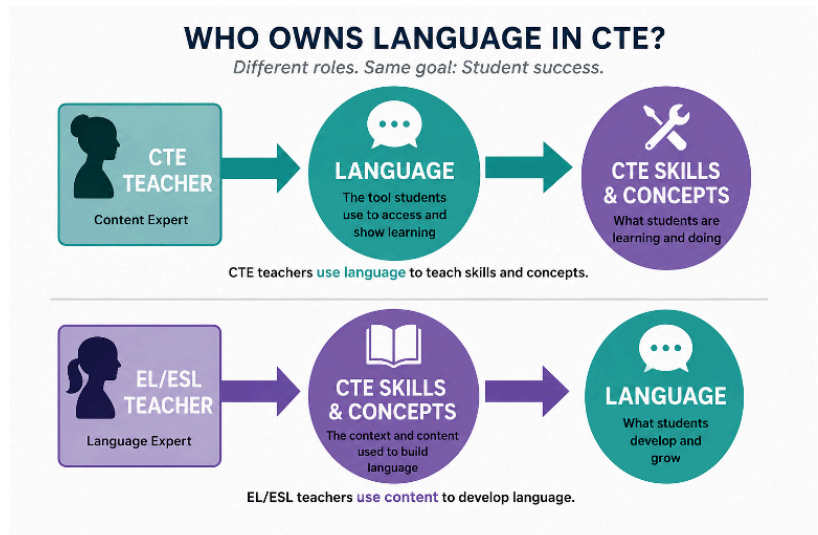 WHO OWNS LANGUAGE IN CTE?
Different roles. Same goal: Student success.
CTE
TEACHER
Content Expert
LANGUAGE
The tool students
use to access and
show learning
CTE SKILLS
& CONCEPTS
What students are
learning and doing
CTE teachers use language to teach skills and concepts.
EL/ESL
TEACHER
Language Expert
CTE SKILLS
& CONCEPTS
The context and content
used to build
language
LANGUAGE
What students
develop and
grow
EL/ESL teachers use content to develop language.